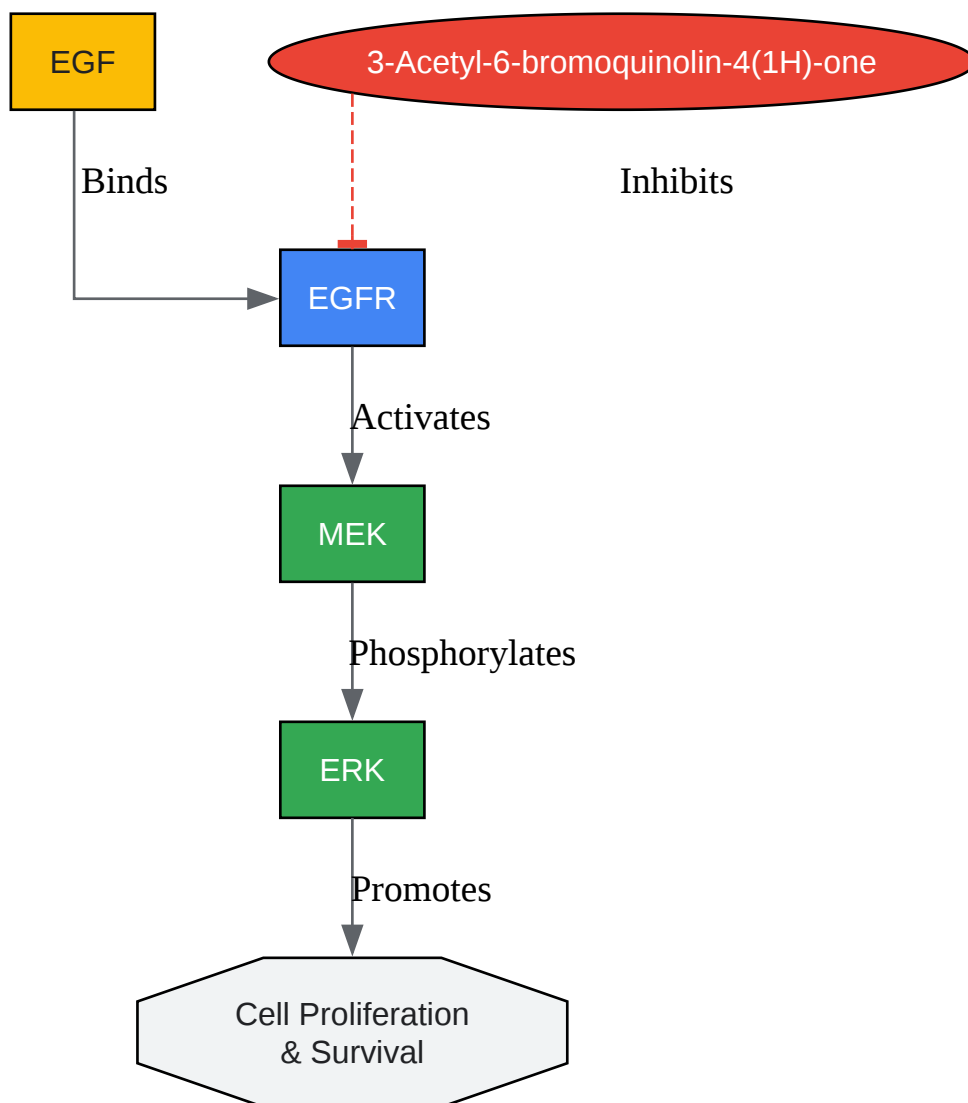 EGF
3-Acetyl-6-bromoquinolin-4(1H)-one
Binds
Inhibits
EGFR
Activates
MEK
Phosphorylates
ERK
Promotes
Cell Proliferation
& Survival